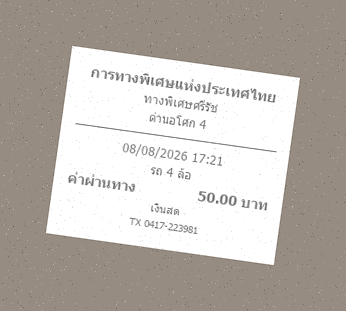 การทางพิเศษแห่งประเทศไทย
ทางพิเศษศรีรัช
ด่านอโศก 4
08/08/2026 17:21
รถ 4 ล้อ
ค่าผ่านทาง 50.00 บาท
เงินสด
TX 0417-223981